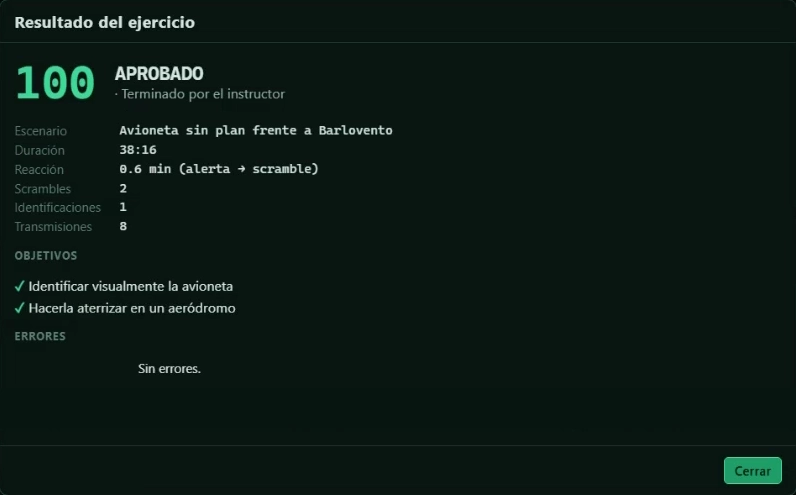 Resultado del ejercicio
100
APROBADO
· Terminado por el instructor
Escenario Avioneta sin plan frente a Barlovento
Duración 38:16
Reacción 0.6 min (alerta → scramble)
Scrambles 2
Identificaciones 1
Transmisiones 8
OBJETIVOS
✓ Identificar visualmente la avioneta
✓ Hacerla aterrizar en un aeródromo
ERRORES
Sin errores.
Cerrar